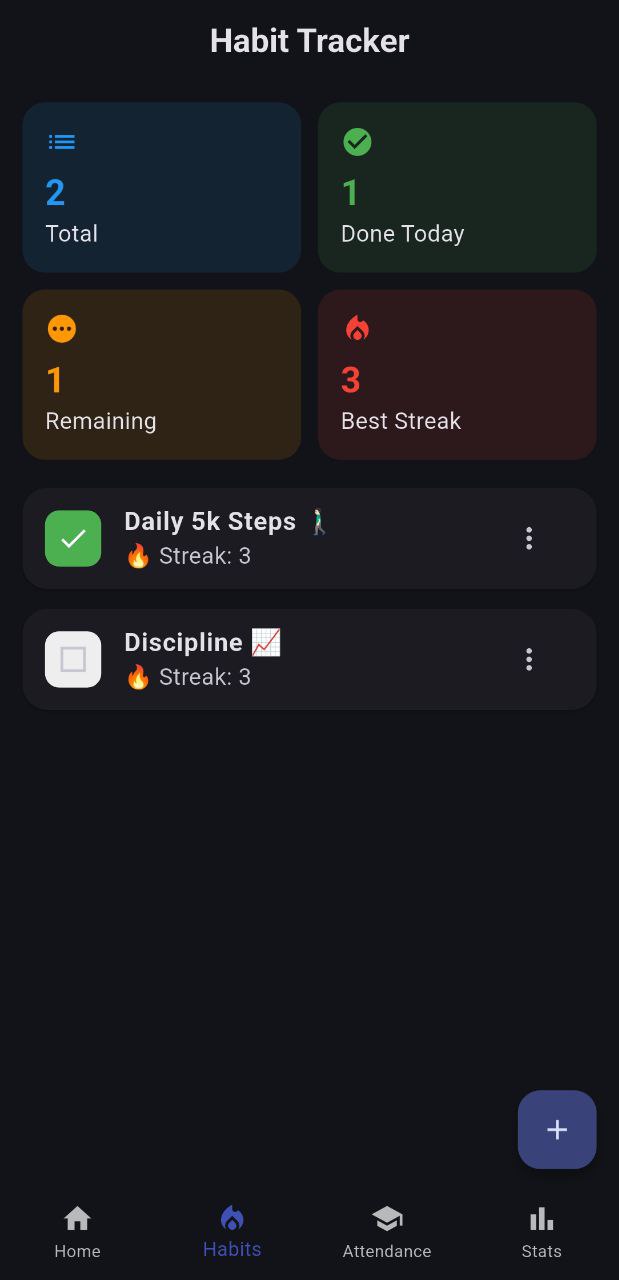 Habit Tracker
2
Total
1
Done Today
1
Remaining
3
Best Streak
Daily 5k Steps 🚶‍♂️
🔥 Streak: 3
Discipline 📈
🔥 Streak: 3
Home
Habits
Attendance
Stats